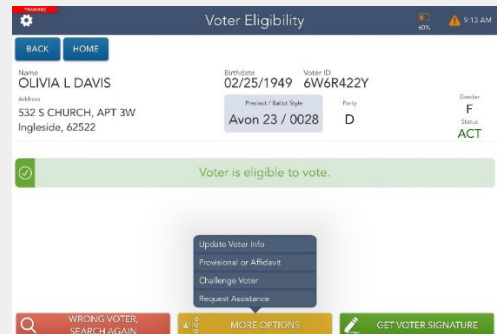 TRAINING
Voter Eligibility
60%
9:13 AM
BACK
HOME
Name
OLIVIA L DAVIS
Birthdate
02/25/1949
Voter ID
6W6R422Y
Address
532 S CHURCH, APT 3W
Ingleside, 62522
Precinct / Ballot Style
Avon 23 / 0028
Party
D
Gender
F
Status
ACT
Voter is eligible to vote.
Update Voter Info
Provisional or Affidavit
Challenge Voter
Request Assistance
WRONG VOTER,
SEARCH AGAIN
MORE OPTIONS
GET VOTER SIGNATURE